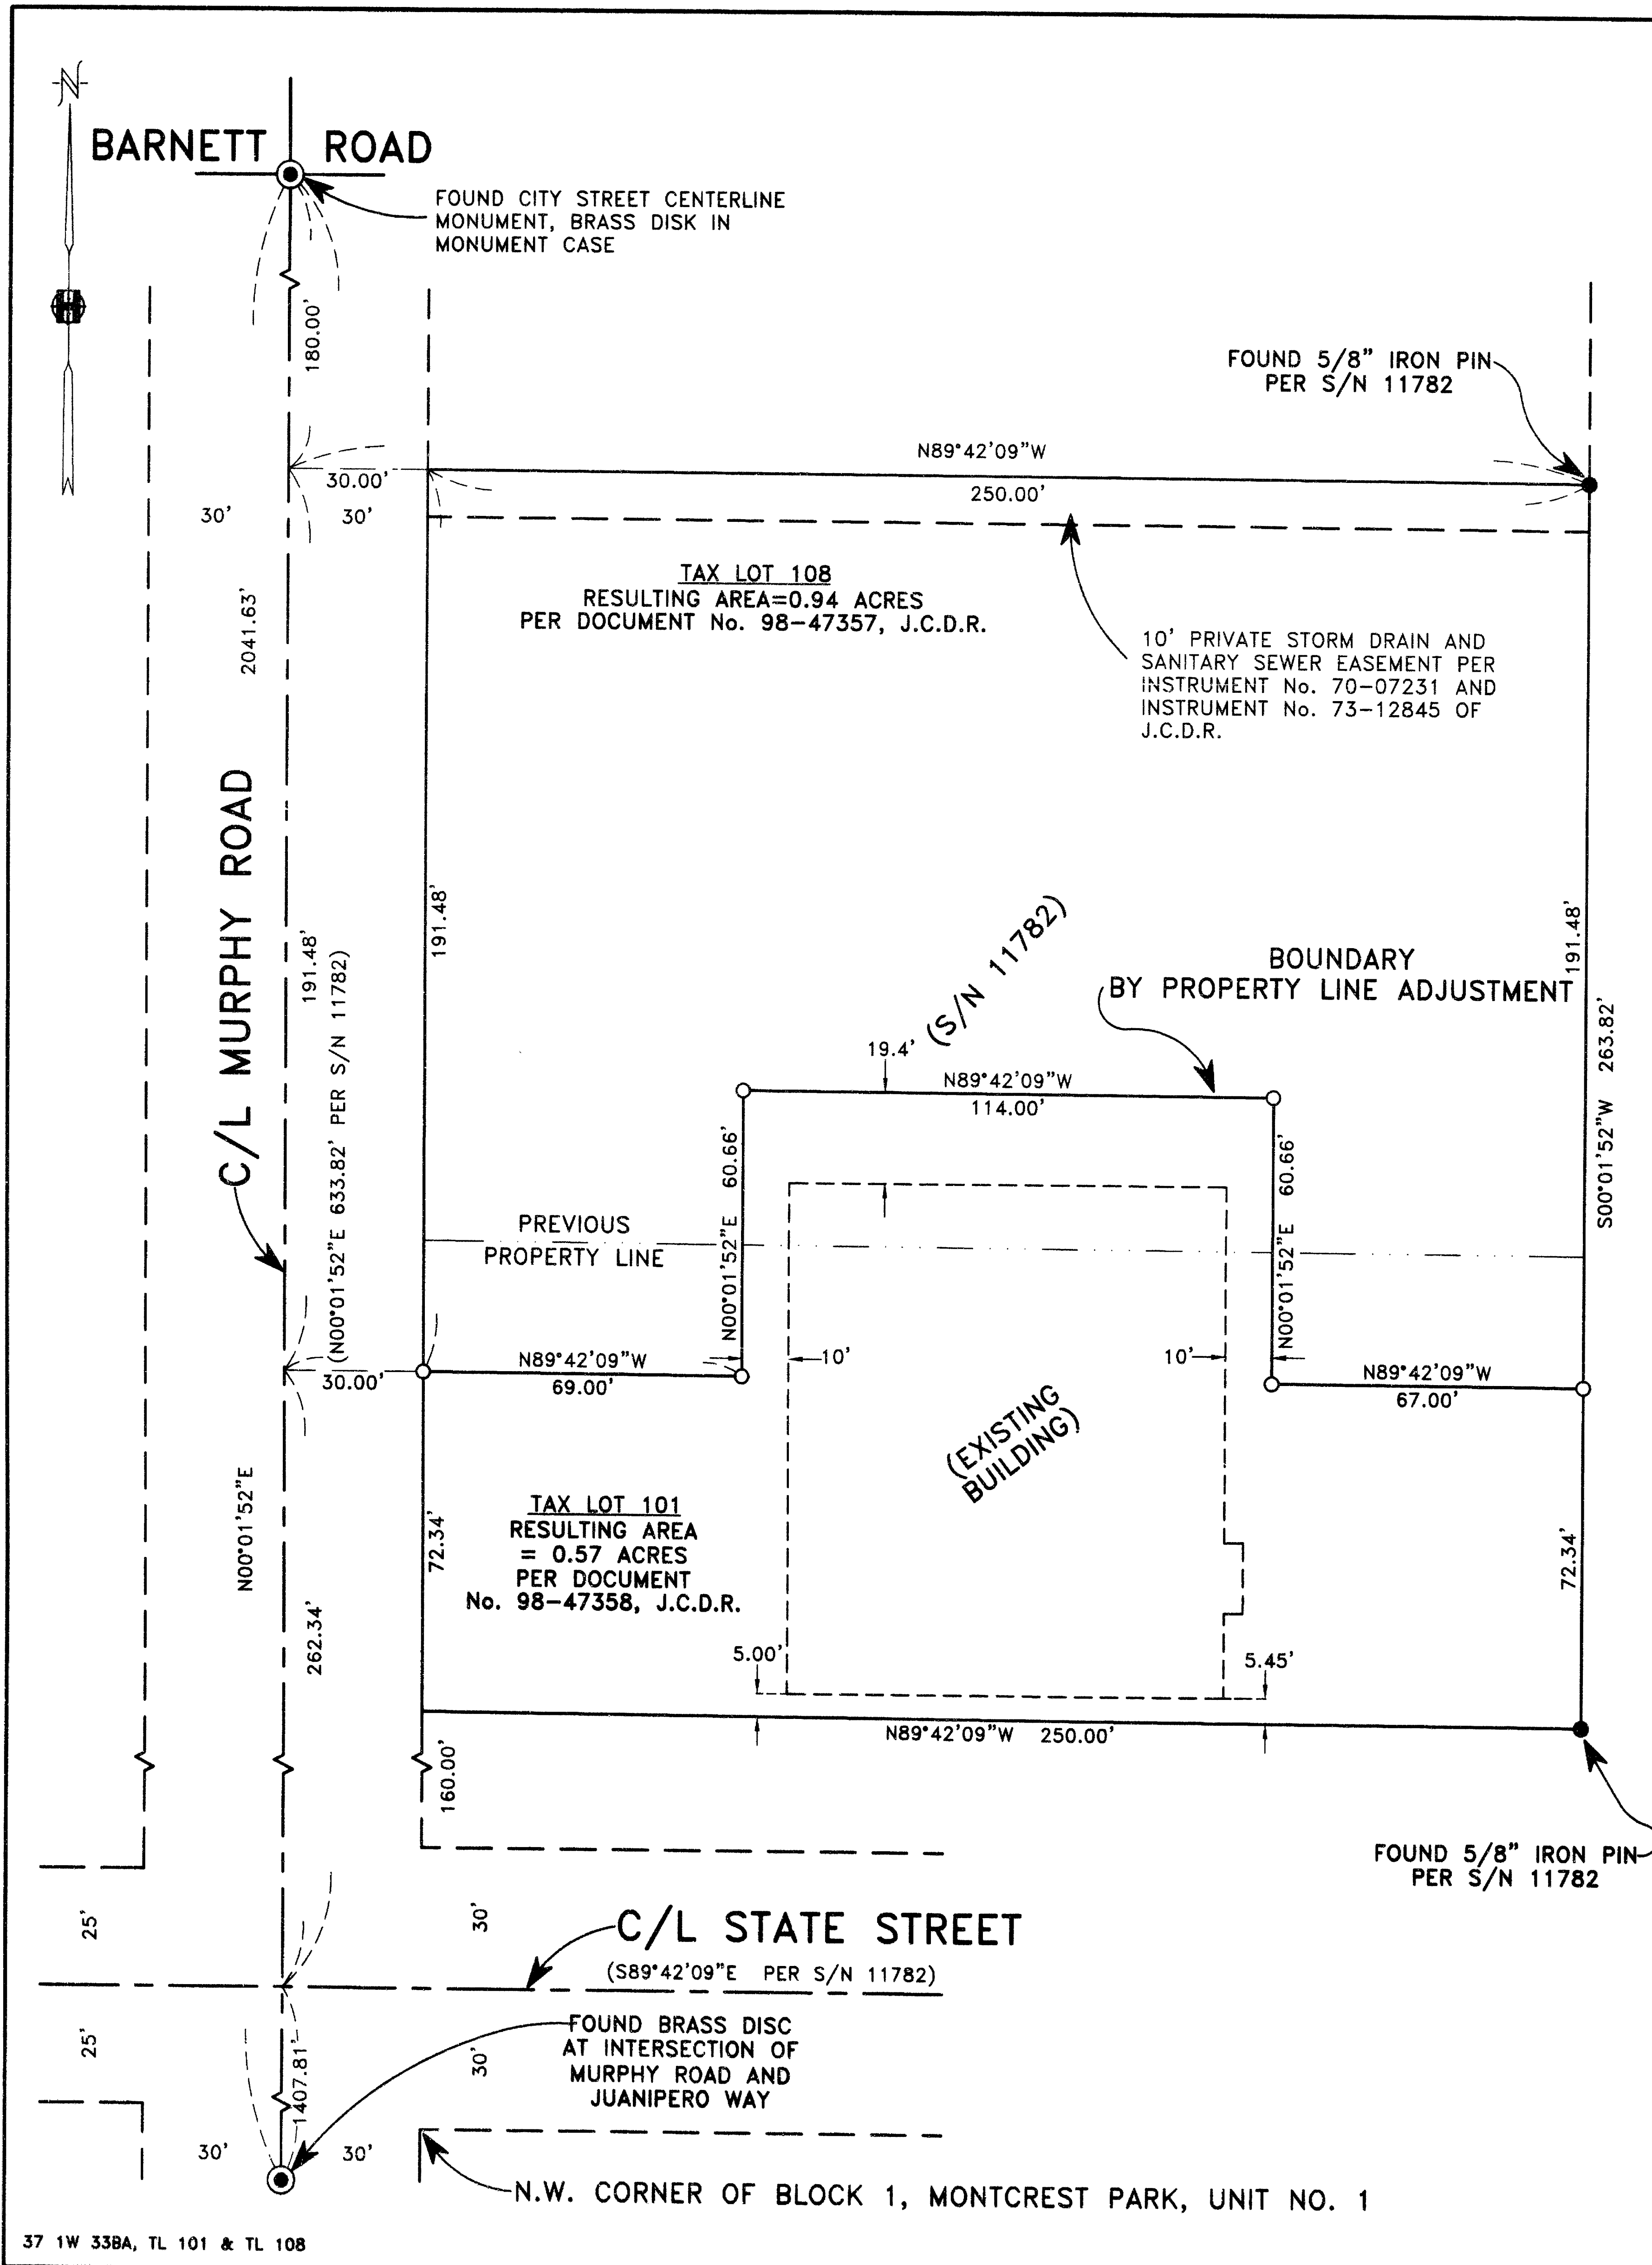 N
BARNETT ROAD
FOUND CITY STREET CENTERLINE
MONUMENT, BRASS DISK IN
MONUMENT CASE
180.00'
FOUND 5/8" IRON PIN
PER S/N 11782
N89°42'09"W
250.00'
30.00'
30'
30'
TAX LOT 108
RESULTING AREA=0.94 ACRES
PER DOCUMENT No. 98-47357, J.C.D.R.
10' PRIVATE STORM DRAIN AND
SANITARY SEWER EASEMENT PER
INSTRUMENT No. 70-07231 AND
INSTRUMENT No. 73-12845 OF
J.C.D.R.
2041.63'
C/L MURPHY ROAD
191.48'
(N00°01'52"E 633.82' PER S/N 11782)
191.48'
191.48'
S00°01'52"W 263.82'
(S/N 11782)
BOUNDARY
BY PROPERTY LINE ADJUSTMENT
19.4'
N89°42'09"W
114.00'
N00°01'52"E 60.66'
N00°01'52"E 60.66'
PREVIOUS
PROPERTY LINE
30.00'
N89°42'09"W
69.00'
10'
10'
N89°42'09"W
67.00'
(EXISTING
BUILDING)
N00°01'52"E
262.34'
TAX LOT 101
RESULTING AREA
= 0.57 ACRES
PER DOCUMENT
No. 98-47358, J.C.D.R.
72.34'
72.34'
5.00'
5.45'
N89°42'09"W 250.00'
160.00'
FOUND 5/8" IRON PIN
PER S/N 11782
25'
30'
C/L STATE STREET
(S89°42'09"E PER S/N 11782)
25'
30'
1407.81'
FOUND BRASS DISC
AT INTERSECTION OF
MURPHY ROAD AND
JUANIPERO WAY
30'
30'
N.W. CORNER OF BLOCK 1, MONTCREST PARK, UNIT NO. 1
37 1W 33BA, TL 101 & TL 108